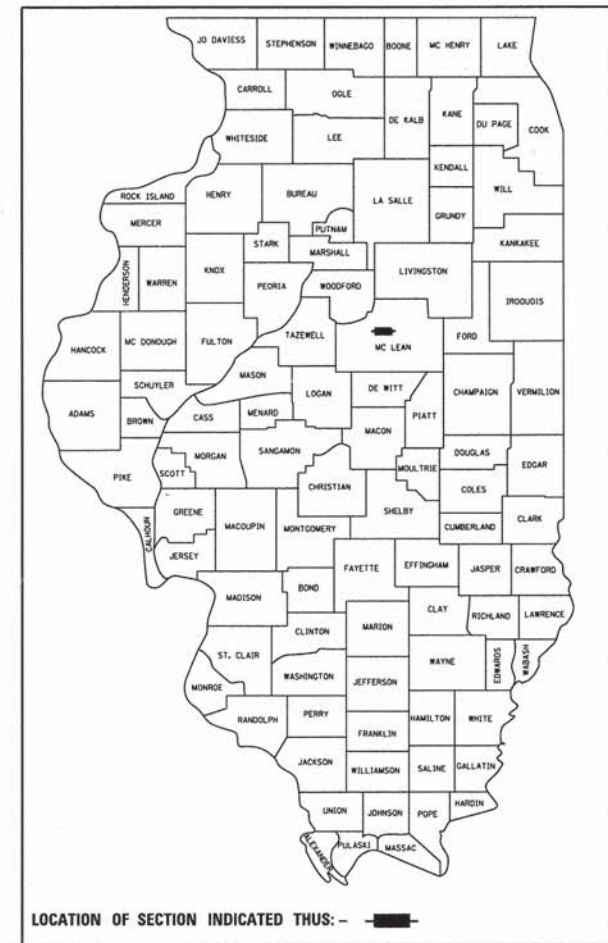 JO DAVIESS
STEPHENSON
WINNEBAGO
BOONE
MC HENRY
LAKE
CARROLL
OGLE
DE KALB
KANE
DU PAGE
COOK
WHITESIDE
LEE
KENDALL
WILL
ROCK ISLAND
HENRY
BUREAU
LA SALLE
GRUNDY
MERCER
PUTNAM
KANKAKEE
STARK
MARSHALL
HENDERSON
WARREN
KNOX
PEORIA
WOODFORD
LIVINGSTON
IROQUOIS
HANCOCK
MC DONOUGH
FULTON
TAZEWELL
MC LEAN
FORD
SCHUYLER
MASON
LOGAN
DE WITT
CHAMPAIGN
VERMILION
ADAMS
BROWN
CASS
MENARD
MACON
PIATT
PIKE
SCOTT
MORGAN
SANGAMON
MOULTRIE
DOUGLAS
EDGAR
CHRISTIAN
COLES
CALHOUN
GREENE
MACOUPIN
MONTGOMERY
SHELBY
CUMBERLAND
CLARK
JERSEY
FAYETTE
EFFINGHAM
JASPER
CRAWFORD
MADISON
BOND
CLAY
RICHLAND
LAWRENCE
CLINTON
MARION
ST. CLAIR
WAYNE
EDWARDS
WABASH
MONROE
WASHINGTON
JEFFERSON
RANDOLPH
PERRY
HAMILTON
WHITE
FRANKLIN
JACKSON
WILLIAMSON
SALINE
GALLATIN
UNION
JOHNSON
POPE
HARDIN
ALEXANDER
PULASKI
MASSAC
LOCATION OF SECTION INDICATED THUS: -